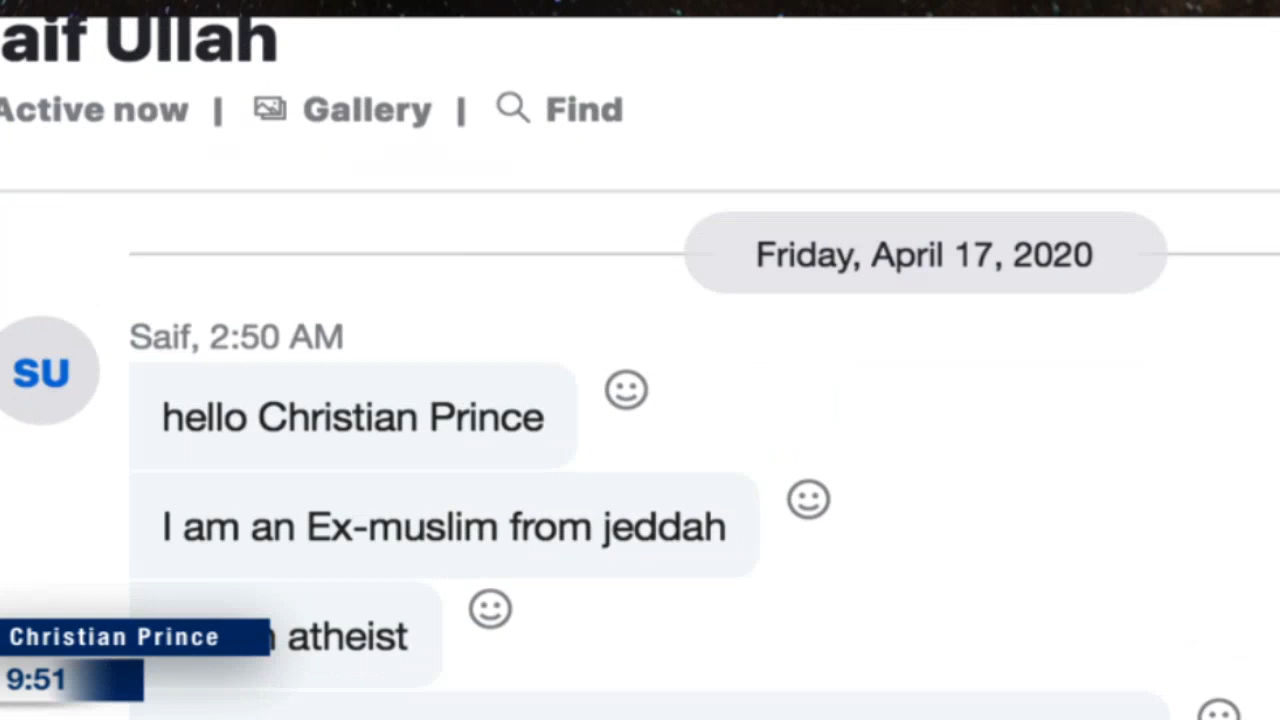 aif Ullah
Active now | Gallery | Find
Friday, April 17, 2020
Saif, 2:50 AM
SU
hello Christian Prince
I am an Ex-muslim from jeddah
atheist
Christian Prince
9:51